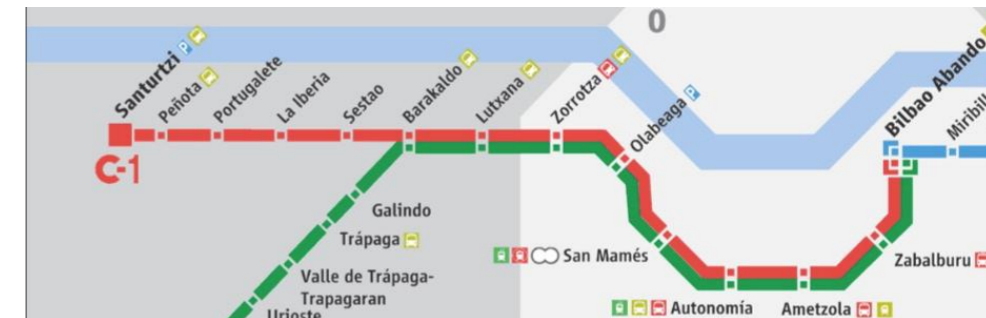 0
Santurtzi
Peñota
Portugalete
La Iberia
Sestao
Barakaldo
Lutxana
Zorrotza
Olabeaga
Bilbao Abando
C-1
Galindo
Trápaga
Valle de Trápaga-
Trapagaran
San Mamés
Autonomía
Ametzola
Zabalburu